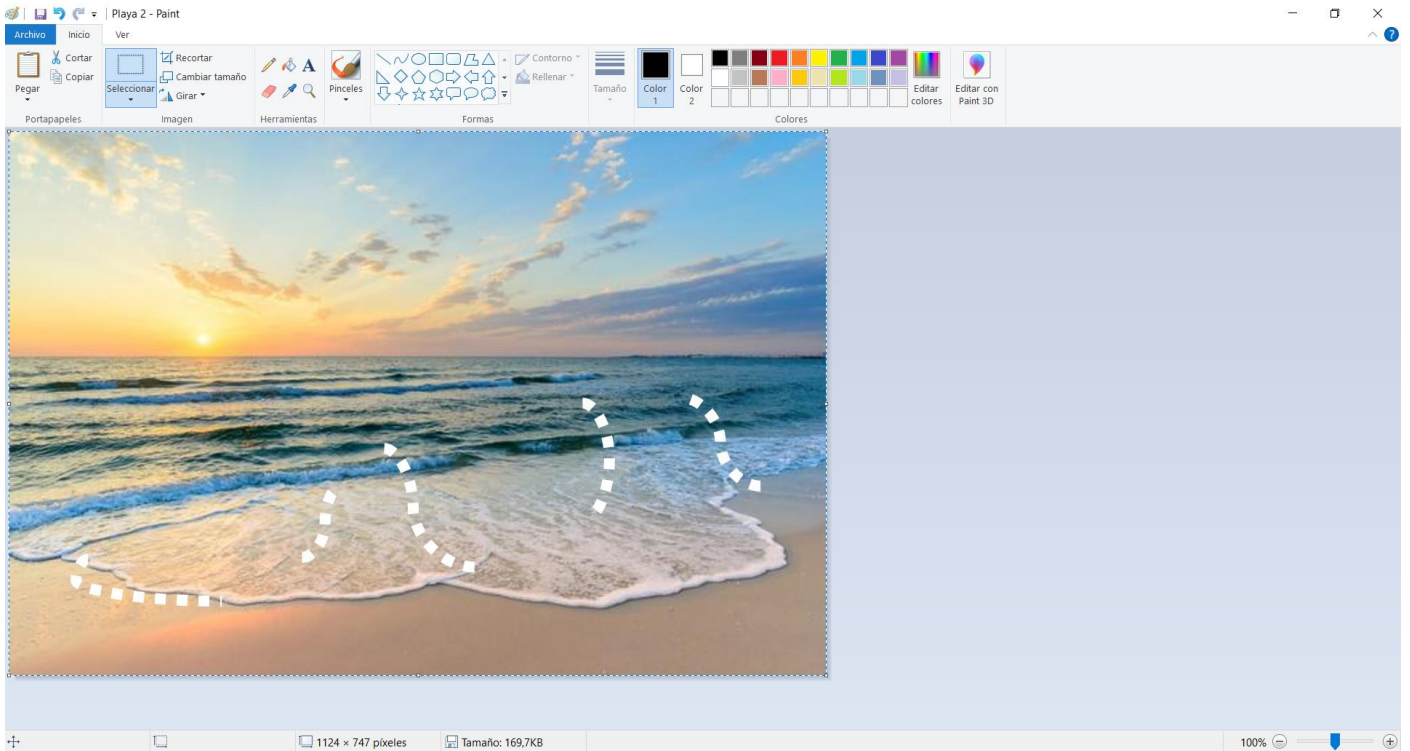 Playa 2 - Paint
Archivo Inicio Ver
Pegar
Cortar
Copiar
Portapapeles
Seleccionar
Recortar
Cambiar tamaño
Girar
Imagen
A
Herramientas
Pinceles
Contorno
Rellenar
Formas
Tamaño
Color
1
Color
2
Editar
colores
Colores
Editar con
Paint 3D
?
1124 × 747 píxeles
Tamaño: 169,7KB
100%